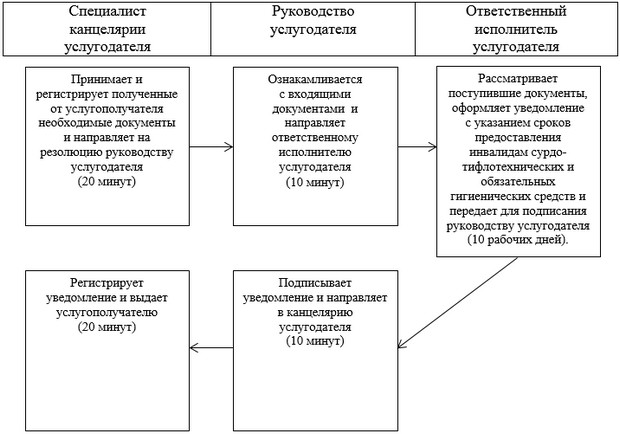 Специалист
канцелярии
услугодателя
Руководство
услугодателя
Ответственный
исполнитель
услугодателя
Принимает и
регистрирует полученные
от услугополучателя
необходимые документы
и направляет на
резолюцию руководству
услугодателя
(20 минут)
Ознакамливается
с входящими
документами и
направляет
ответственному
исполнителю
услугодателя
(10 минут)
Рассматривает
поступившие документы,
оформляет уведомление
с указанием сроков
предоставления
инвалидам сурдо-
тифлотехнических и
обязательных
гигиенических средств и
передает для подписания
руководству услугодателя
(10 рабочих дней).
Регистрирует
уведомление и выдает
услугополучателю
(20 минут)
Подписывает
уведомление и направляет
в канцелярию
услугодателя
(10 минут)